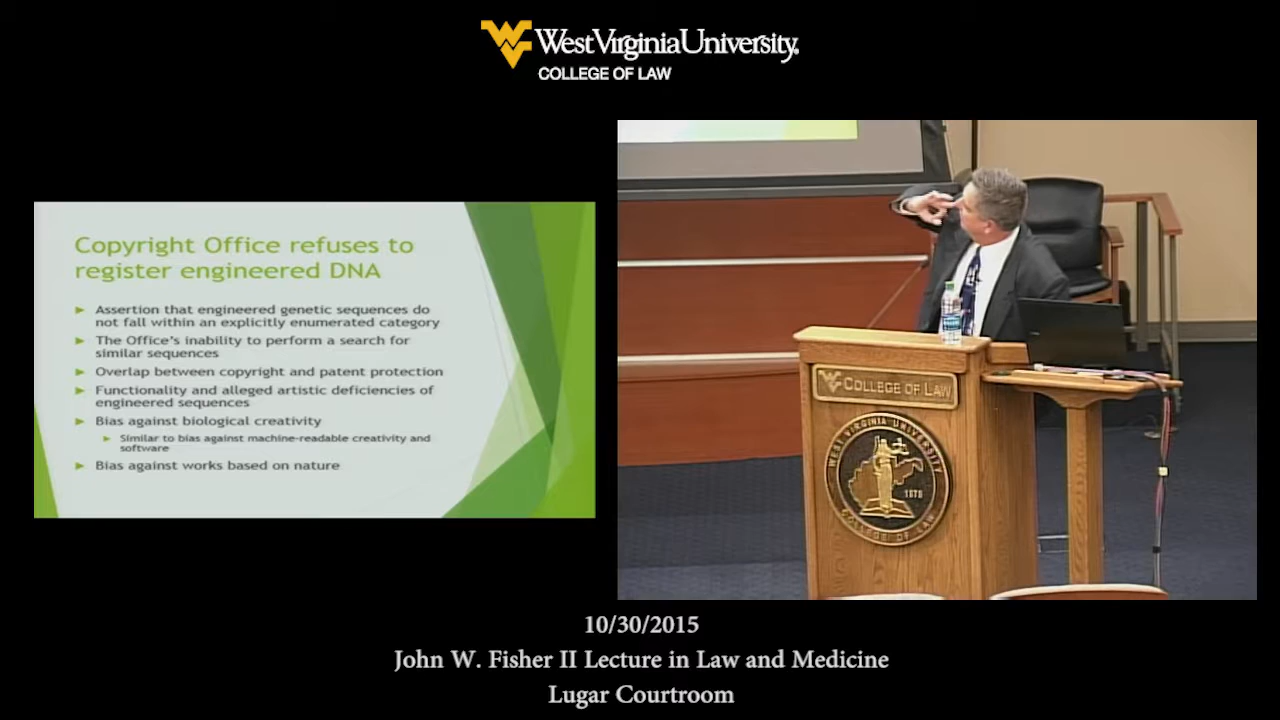 WestVirginiaUniversity.
COLLEGE OF LAW
Copyright Office refuses to
register engineered DNA
Assertion that engineered genetic sequences do
not fall within an explicitly enumerated category
The Office's inability to perform a search for
similar sequences
Overlap between copyright and patent protection
Functionality and alleged artistic deficiencies of
engineered sequences
Bias against biological creativity
Similar to bias against machine-readable creativity and
software
Bias against works based on nature
COLLEGE OF LAW
WEST VIRGINIA UNIVERSITY
1878
COLLEGE OF LAW
10/30/2015
John W. Fisher II Lecture in Law and Medicine
Lugar Courtroom